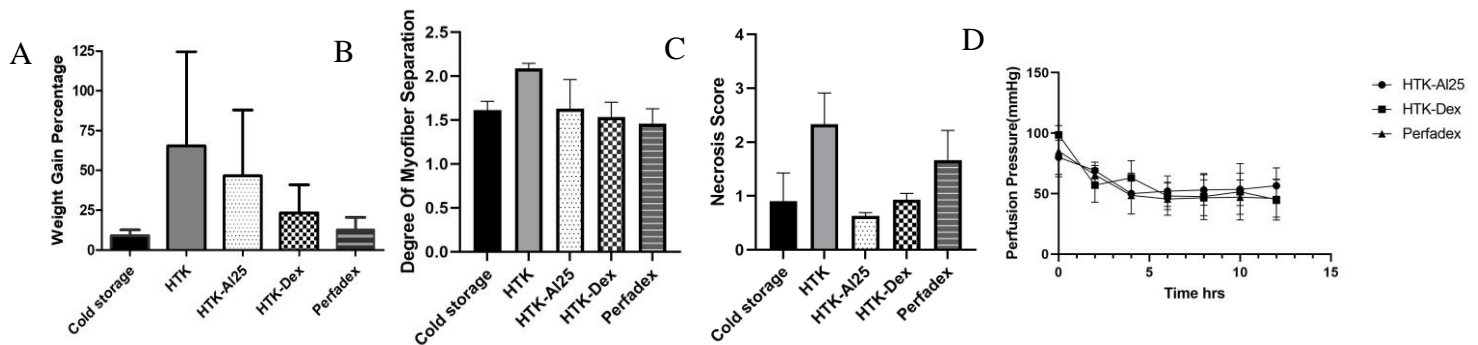 A
Weight Gain Percentage
125
100
75
50
25
0
Cold storage
HTK
HTK-Al25
HTK-Dex
Perfadex
B
Degree Of Myofiber Separation
2.5
2.0
1.5
1.0
0.5
0.0
Cold storage
HTK
HTK-Al25
HTK-Dex
Perfadex
C
Necrosis Score
4
3
2
1
0
Cold storage
HTK
HTK-Al25
HTK-Dex
Perfadex
D
Perfusion Pressure(mmHg)
150
100
50
0
0
5
10
15
Time hrs
HTK-Al25
HTK-Dex
Perfadex